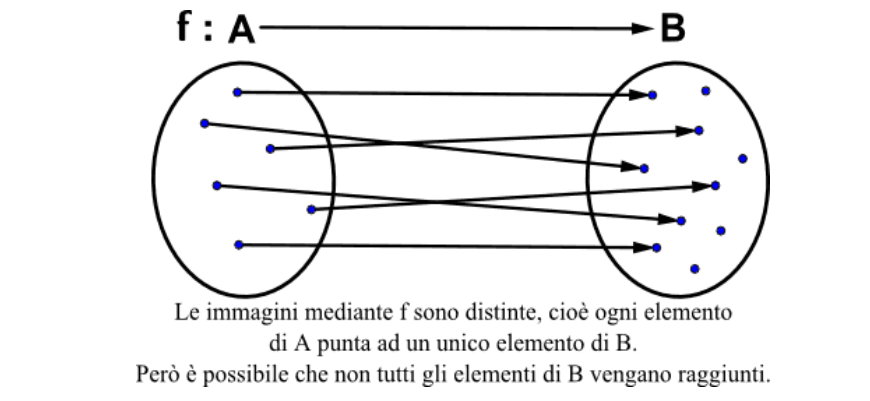 f : A B
Le immagini mediante f sono distinte, cioè ogni elemento
di A punta ad un unico elemento di B.
Però è possibile che non tutti gli elementi di B vengano raggiunti.